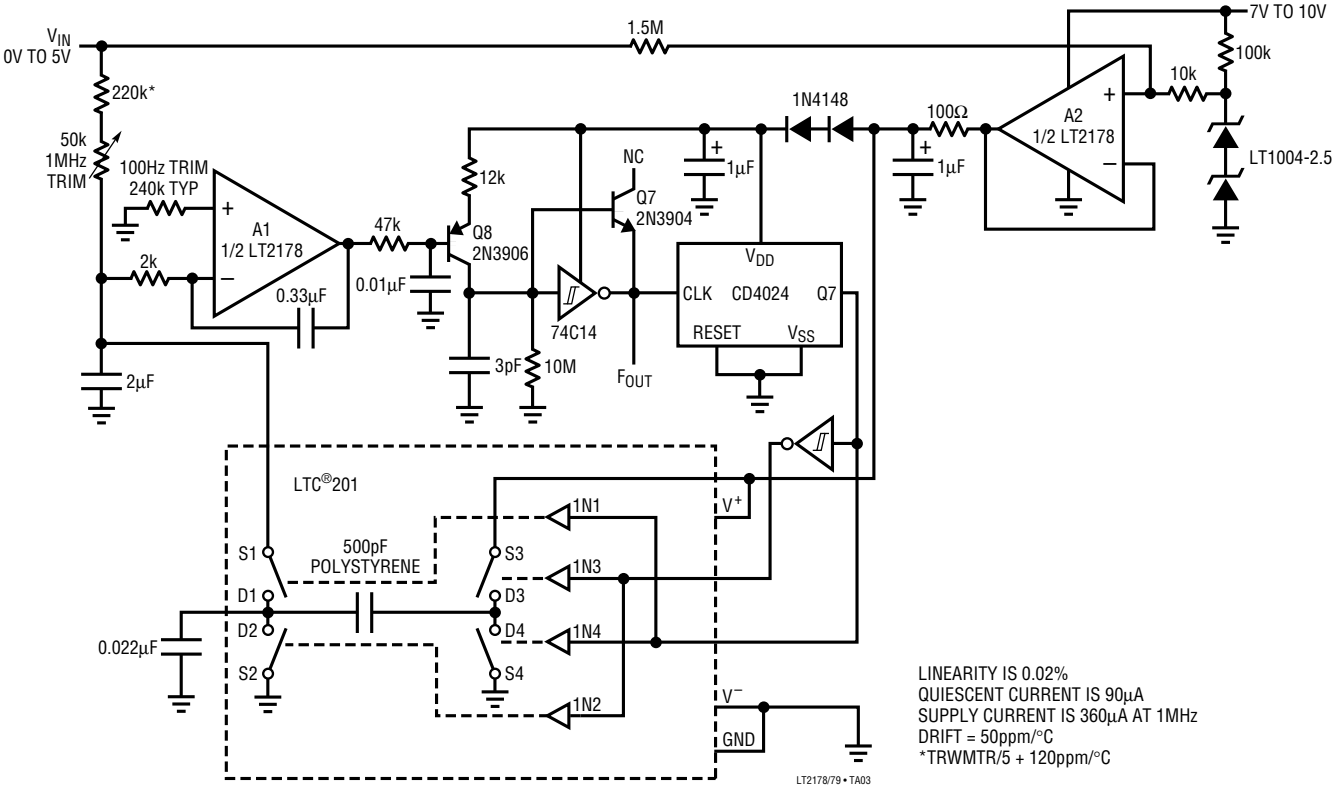 VIN
0V TO 5V
1.5M
7V TO 10V
100k
10k
220k*
50k
1MHz
TRIM
100Hz TRIM
240k TYP
+
A1
1/2 LT2178
–
2k
0.33µF
47k
0.01µF
12k
Q8
2N3906
NC
Q7
2N3904
1N4148
100Ω
+
1µF
+
1µF
+
A2
1/2 LT2178
–
LT1004-2.5
VDD
CLK
CD4024
Q7
RESET
VSS
74C14
3pF
10M
FOUT
2µF
LTC®201
V+
1N1
500pF
POLYSTYRENE
S1
S3
1N3
D1
D3
D2
D4
1N4
0.022µF
S2
S4
1N2
V–
GND
LINEARITY IS 0.02%
QUIESCENT CURRENT IS 90µA
SUPPLY CURRENT IS 360µA AT 1MHz
DRIFT = 50ppm/°C
*TRWMTR/5 + 120ppm/°C
LT2178/79 • TA03